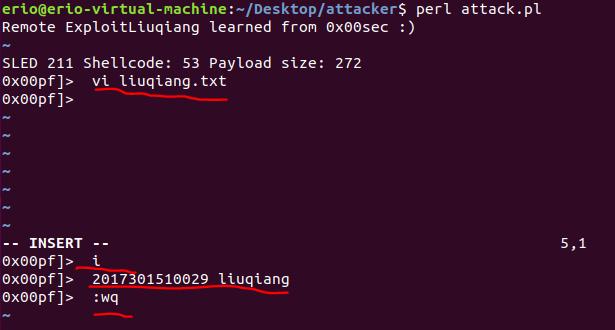 erio@erio-virtual-machine:~/Desktop/attacker$ perl attack.pl
Remote ExploitLiuqiang learned from 0x00sec :)
~
SLED 211 Shellcode: 53 Payload size: 272
0x00pf]> vi liuqiang.txt
0x00pf]>
~
~
~
~
~
~
~
-- INSERT -- 5,1
0x00pf]> i
0x00pf]> 2017301510029 liuqiang
0x00pf]> :wq
~